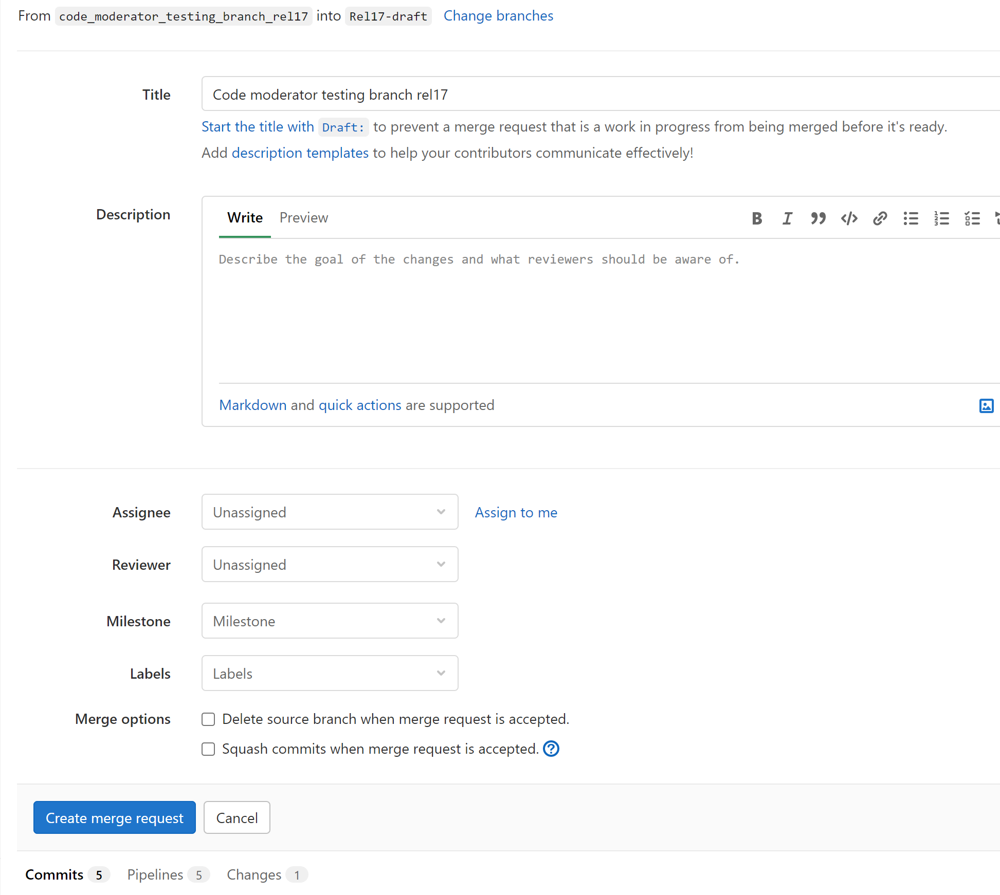 From code_moderator_testing_branch_rel17 into Rel17-draft Change branches
Title Code moderator testing branch rel17
Start the title with Draft: to prevent a merge request that is a work in progress from being merged before it's ready.
Add description templates to help your contributors communicate effectively!
Description Write Preview
Describe the goal of the changes and what reviewers should be aware of.
Markdown and quick actions are supported
Assignee Unassigned Assign to me
Reviewer Unassigned
Milestone Milestone
Labels Labels
Merge options Delete source branch when merge request is accepted.
Squash commits when merge request is accepted.
Create merge request Cancel
Commits 5 Pipelines 5 Changes 1